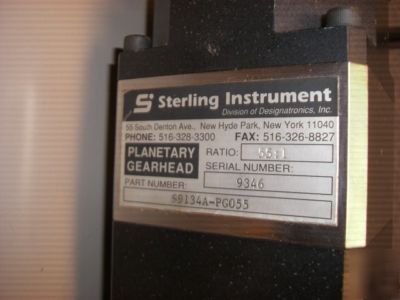 Sterling Instrument
Division of Designatronics, Inc.
55 South Denton Ave., New Hyde Park, New York 11040
PHONE: 516-328-3300 FAX: 516-326-8827
PLANETARY GEARHEAD
RATIO: 55:1
SERIAL NUMBER:
9346
PART NUMBER:
S9134A-PG055